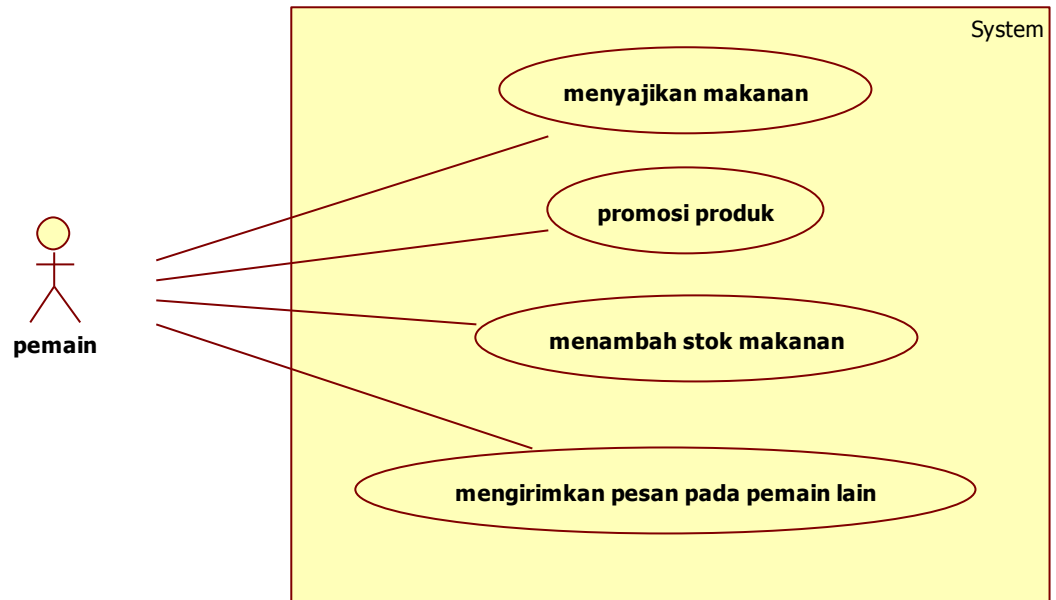 System
menyajikan makanan
promosi produk
menambah stok makanan
pemain
mengirimkan pesan pada pemain lain